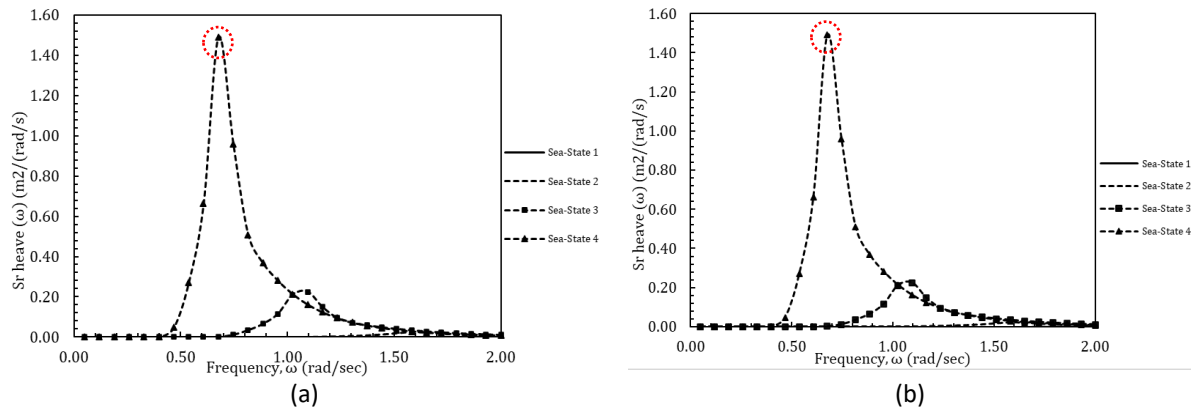 1.60
1.40
1.20
1.00
0.80
0.60
0.40
0.20
0.00
Sr heave (ω) (m2/(rad/s)
0.00 0.50 1.00 1.50 2.00
Frequency, ω (rad/sec)
Sea-State 1
Sea-State 2
Sea-State 3
Sea-State 4
(a)
1.60
1.40
1.20
1.00
0.80
0.60
0.40
0.20
0.00
Sr heave (ω) (m2/(rad/s)
0.00 0.50 1.00 1.50 2.00
Frequency, ω (rad/sec)
Sea-State 1
Sea-State 2
Sea-State 3
Sea-State 4
(b)